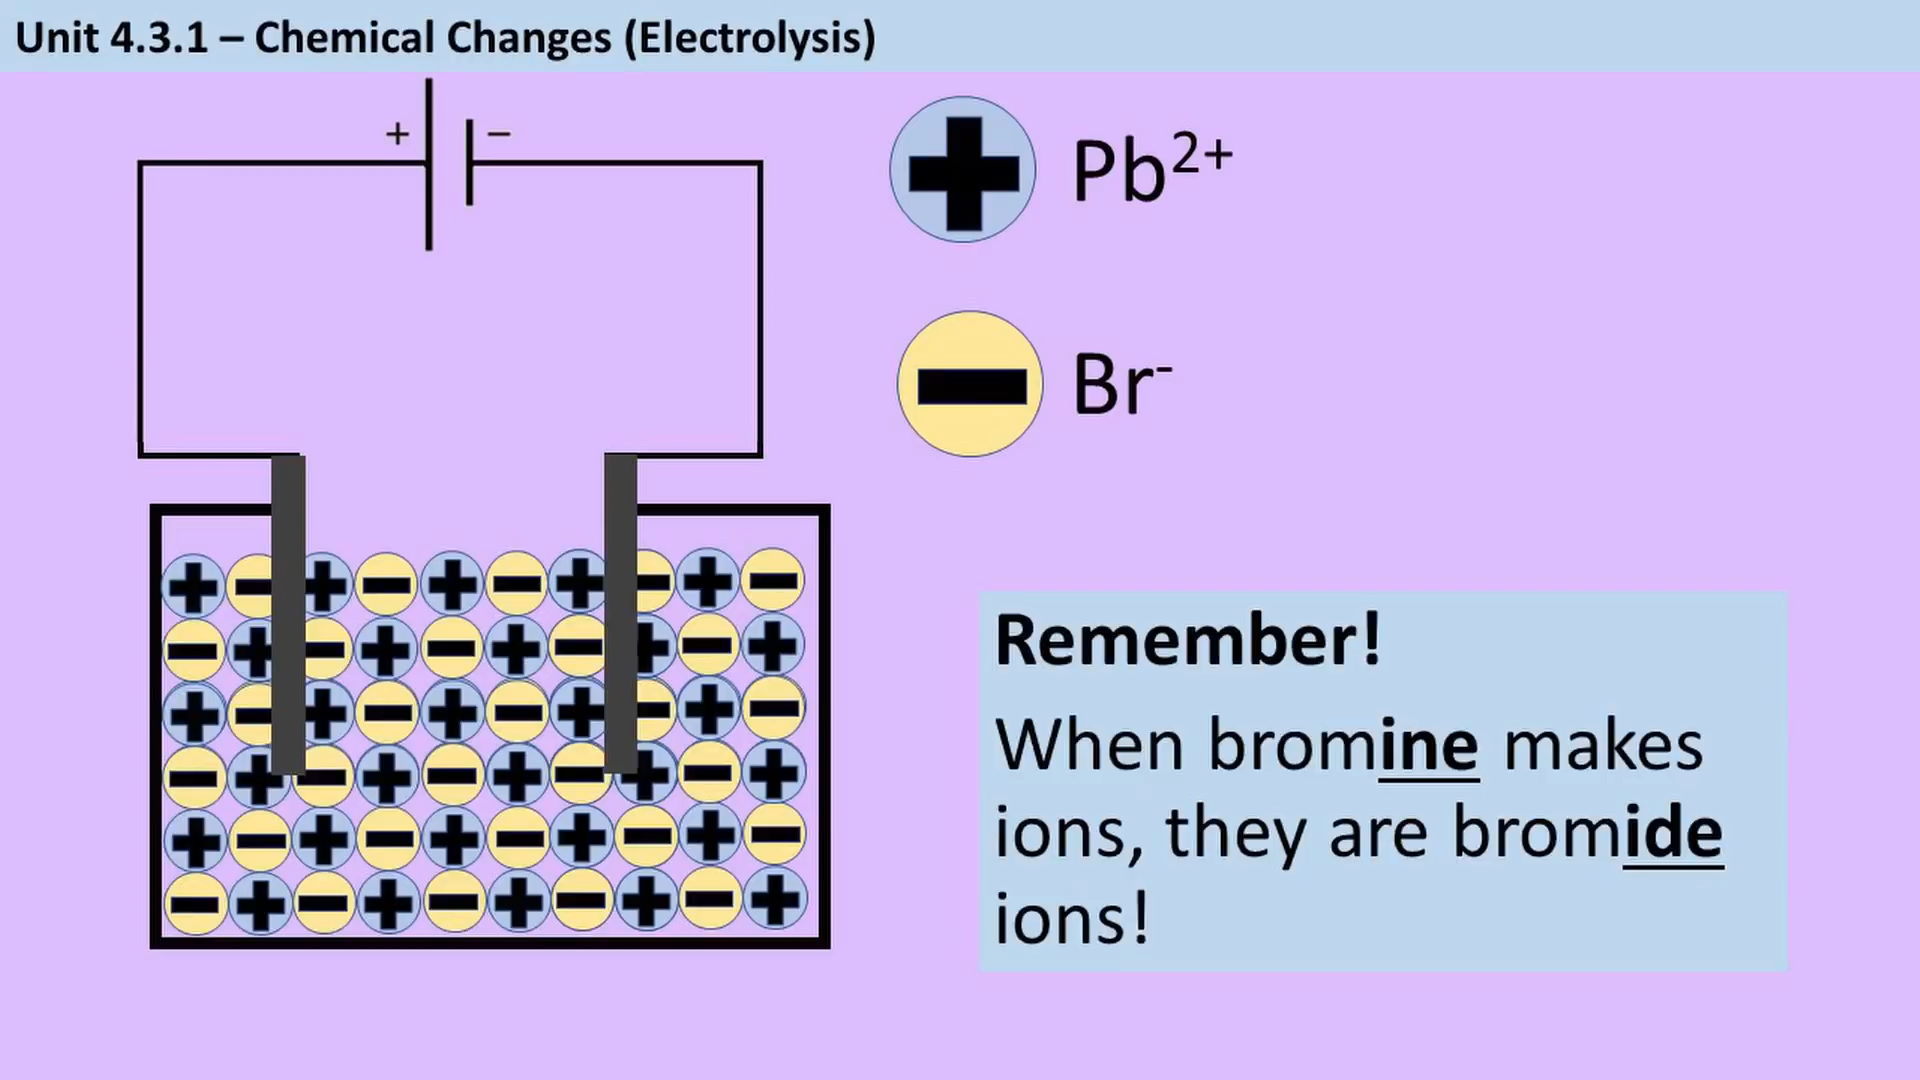 Unit 4.3.1 – Chemical Changes (Electrolysis)
+ –
Pb²⁺
Br⁻
Remember!
When bromine makes
ions, they are bromide
ions!